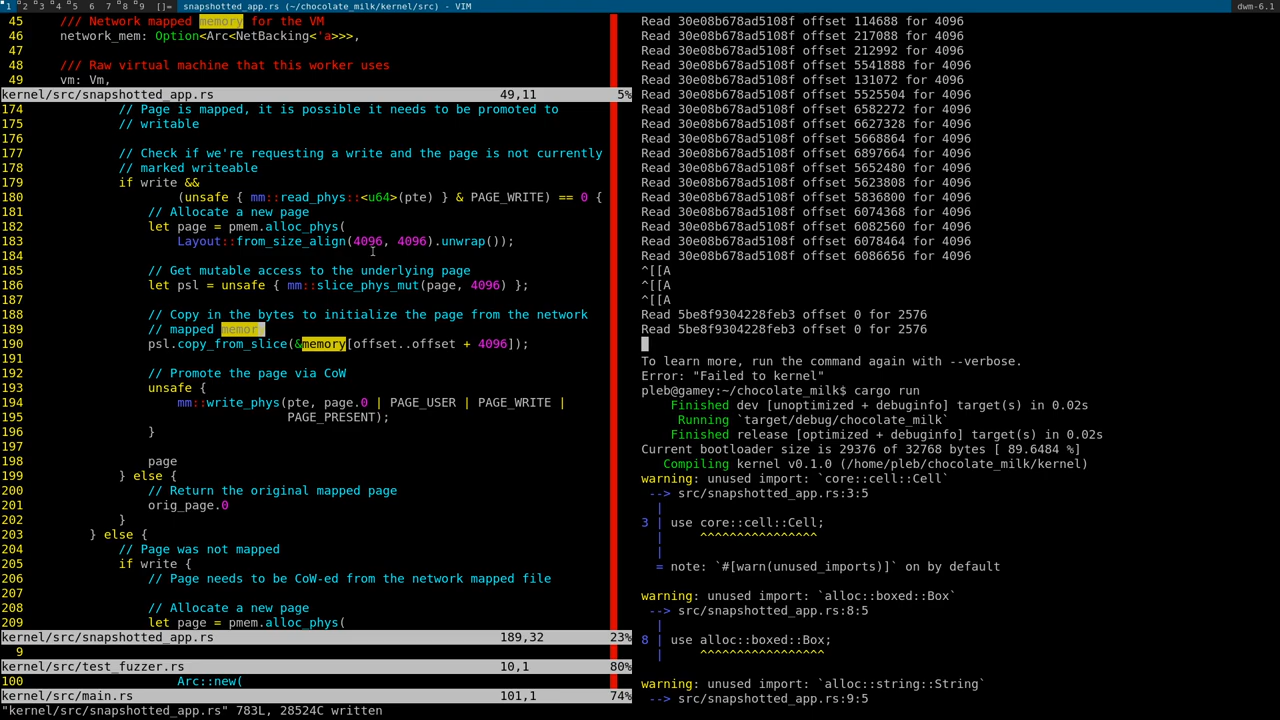 1 2 3 4 5 6 7 8 9 []= snapshotted_app.rs (~/chocolate_milk/kernel/src) - VIM dwm-6.1
45 /// Network mapped memory for the VM
46 network_mem: Option<Arc<NetBacking<'a>>>,
47
48 /// Raw virtual machine that this worker uses
49 vm: Vm,
kernel/src/snapshotted_app.rs 49,11 5%
174 // Page is mapped, it is possible it needs to be promoted to
175 // writable
176
177 // Check if we're requesting a write and the page is not currently
178 // marked writeable
179 if write &&
180 (unsafe { mm::read_phys::<u64>(pte) } & PAGE_WRITE) == 0 {
181 // Allocate a new page
182 let page = pmem.alloc_phys(
183 Layout::from_size_align(4096, 4096).unwrap());
184
185 // Get mutable access to the underlying page
186 let psl = unsafe { mm::slice_phys_mut(page, 4096) };
187
188 // Copy in the bytes to initialize the page from the network
189 // mapped memor
190 psl.copy_from_slice(&memory[offset..offset + 4096]);
191
192 // Promote the page via CoW
193 unsafe {
194 mm::write_phys(pte, page.0 | PAGE_USER | PAGE_WRITE |
195 PAGE_PRESENT);
196 }
197
198 page
199 } else {
200 // Return the original mapped page
201 orig_page.0
202 }
203 } else {
204 // Page was not mapped
205 if write {
206 // Page needs to be CoW-ed from the network mapped file
207
208 // Allocate a new page
209 let page = pmem.alloc_phys(
kernel/src/snapshotted_app.rs 189,32 23%
9
kernel/src/test_fuzzer.rs 10,1 80%
100 Arc::new(
kernel/src/main.rs 101,1 74%
"kernel/src/snapshotted_app.rs" 783L, 28524C written
Read 30e08b678ad5108f offset 114688 for 4096
Read 30e08b678ad5108f offset 217088 for 4096
Read 30e08b678ad5108f offset 212992 for 4096
Read 30e08b678ad5108f offset 5541888 for 4096
Read 30e08b678ad5108f offset 131072 for 4096
Read 30e08b678ad5108f offset 5525504 for 4096
Read 30e08b678ad5108f offset 6582272 for 4096
Read 30e08b678ad5108f offset 6627328 for 4096
Read 30e08b678ad5108f offset 5668864 for 4096
Read 30e08b678ad5108f offset 6897664 for 4096
Read 30e08b678ad5108f offset 5652480 for 4096
Read 30e08b678ad5108f offset 5623808 for 4096
Read 30e08b678ad5108f offset 5836800 for 4096
Read 30e08b678ad5108f offset 6074368 for 4096
Read 30e08b678ad5108f offset 6082560 for 4096
Read 30e08b678ad5108f offset 6078464 for 4096
Read 30e08b678ad5108f offset 6086656 for 4096
^[[A
^[[A
^[[A
Read 5be8f9304228feb3 offset 0 for 2576
Read 5be8f9304228feb3 offset 0 for 2576
To learn more, run the command again with --verbose.
Error: "Failed to kernel"
pleb@gamey:~/chocolate_milk$ cargo run
Finished dev [unoptimized + debuginfo] target(s) in 0.02s
Running `target/debug/chocolate_milk`
Finished release [optimized + debuginfo] target(s) in 0.02s
Current bootloader size is 29376 of 32768 bytes [ 89.6484 %]
Compiling kernel v0.1.0 (/home/pleb/chocolate_milk/kernel)
warning: unused import: `core::cell::Cell`
--> src/snapshotted_app.rs:3:5
|
3 | use core::cell::Cell;
| ^^^^^^^^^^^^^^^^
|
= note: `#[warn(unused_imports)]` on by default
warning: unused import: `alloc::boxed::Box`
--> src/snapshotted_app.rs:8:5
|
8 | use alloc::boxed::Box;
| ^^^^^^^^^^^^^^^^^
warning: unused import: `alloc::string::String`
--> src/snapshotted_app.rs:9:5